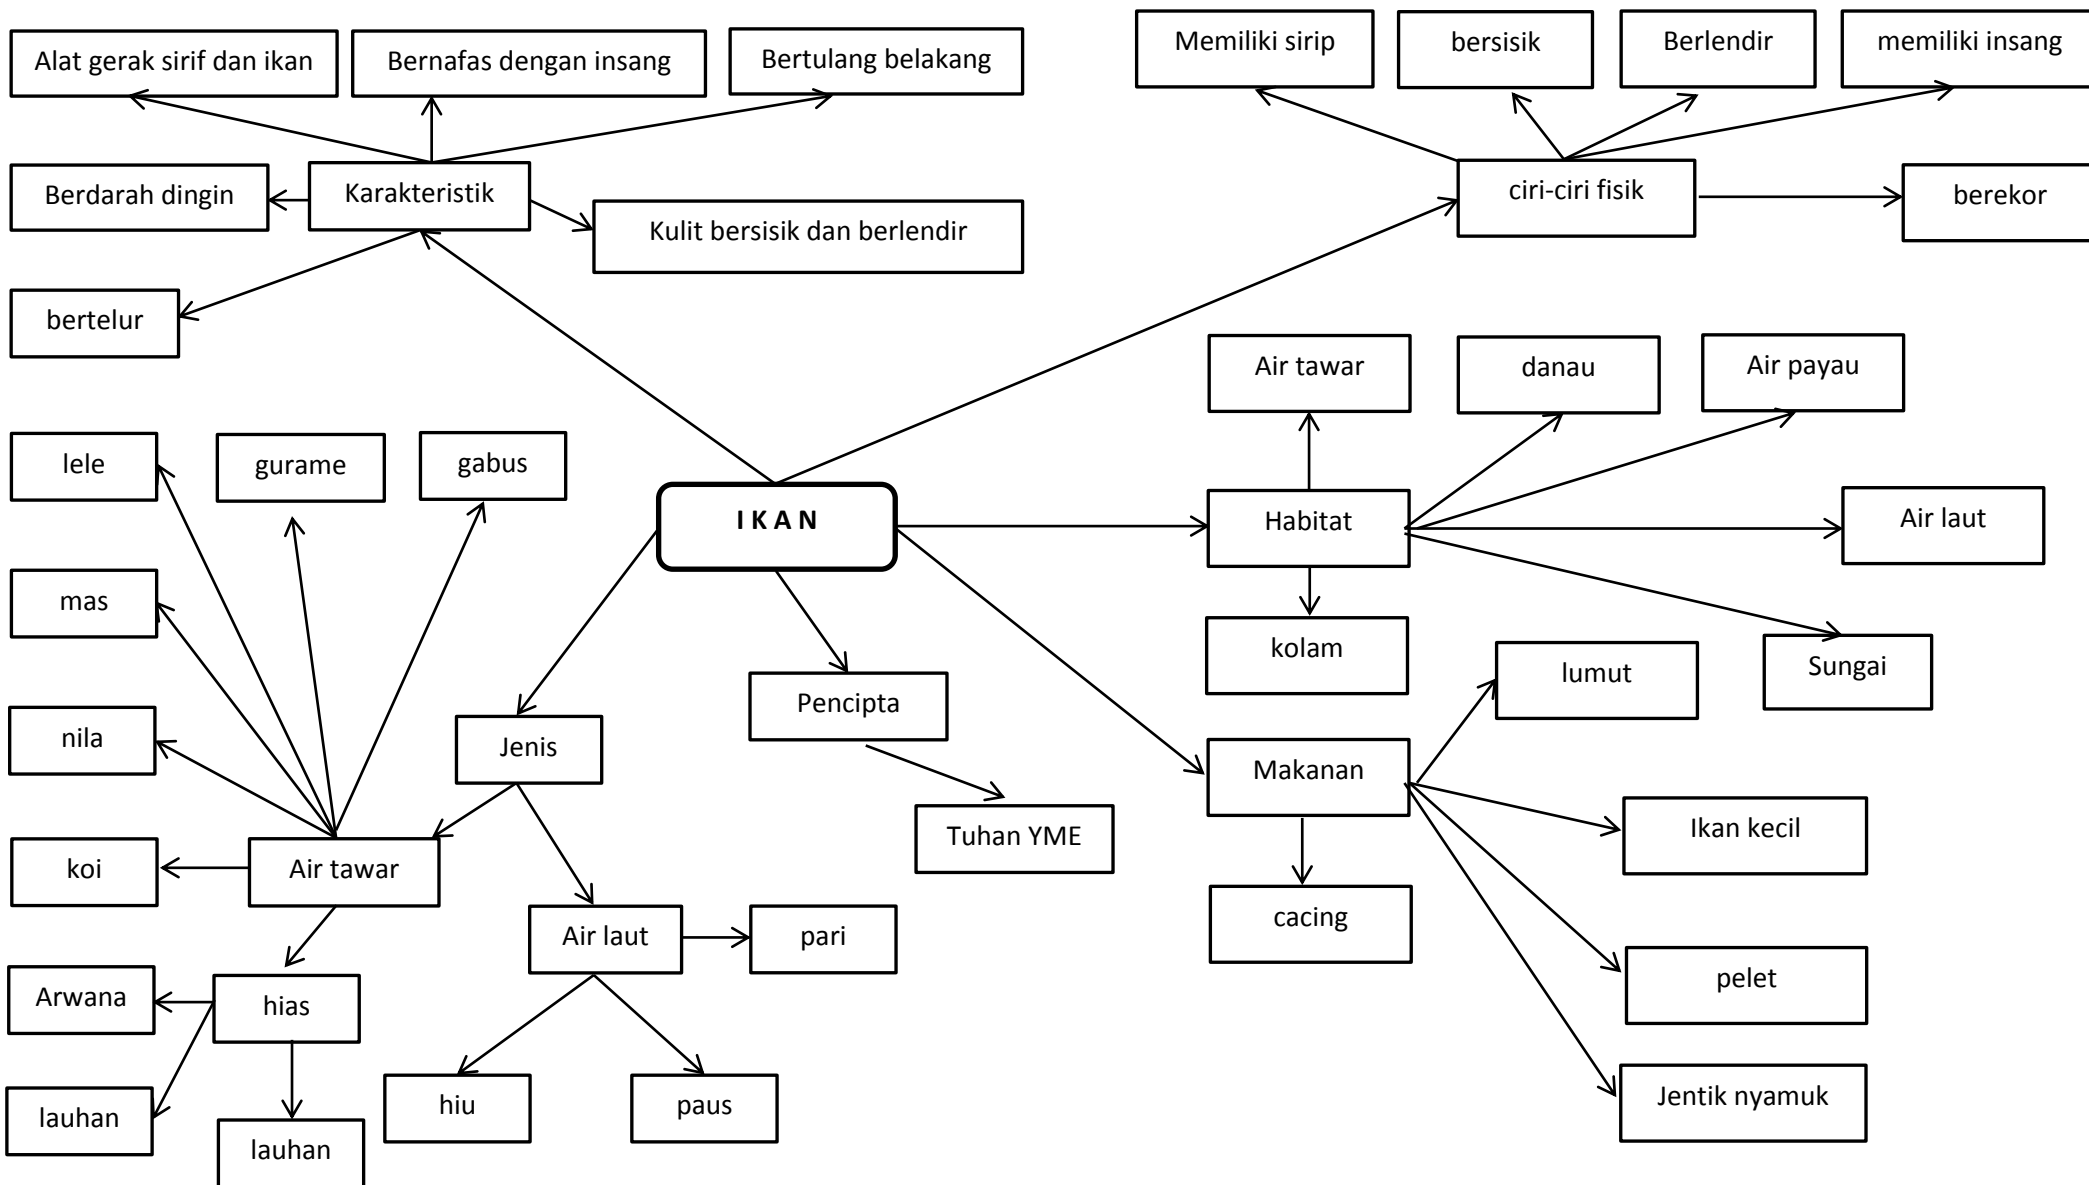 Alat gerak sirif dan ikan
Bernafas dengan insang
Bertulang belakang
Memiliki sirip
bersisik
Berlendir
memiliki insang
Berdarah dingin
Karakteristik
Kulit bersisik dan berlendir
ciri-ciri fisik
berekor
bertelur
Air tawar
danau
Air payau
lele
gurame
gabus
I K A N
Habitat
Air laut
mas
kolam
lumut
Sungai
nila
Jenis
Pencipta
Makanan
koi
Air tawar
Tuhan YME
Ikan kecil
Air laut
pari
cacing
Arwana
hias
pelet
lauhan
lauhan
hiu
paus
Jentik nyamuk